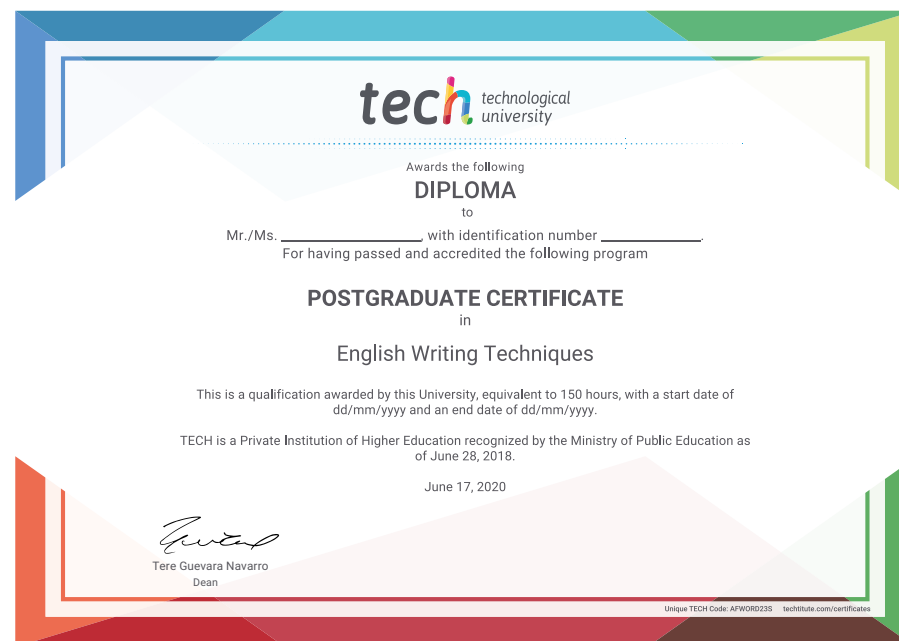 tech technological
university
Awards the following
DIPLOMA
to
Mr./Ms. ____________________, with identification number ______________.
For having passed and accredited the following program
POSTGRADUATE CERTIFICATE
in
English Writing Techniques
This is a qualification awarded by this University, equivalent to 150 hours, with a start date of
dd/mm/yyyy and an end date of dd/mm/yyyy.
TECH is a Private Institution of Higher Education recognized by the Ministry of Public Education as
of June 28, 2018.
June 17, 2020
Tere Guevara Navarro
Dean
Unique TECH Code: AFWORD23S techtitute.com/certificates